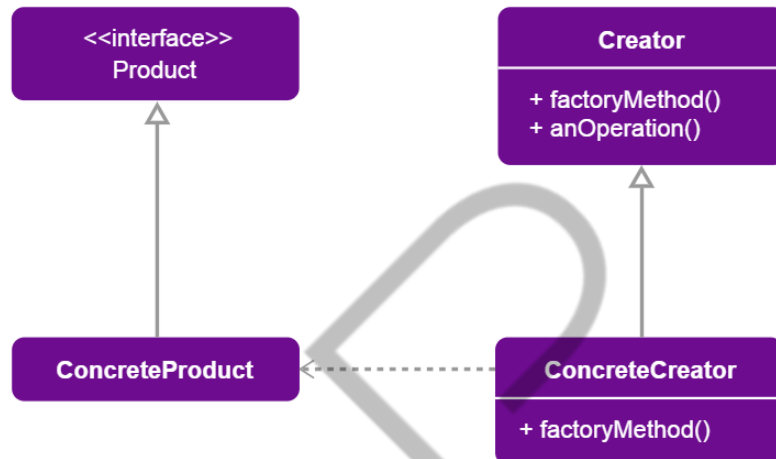 <<interface>>
Product
Creator
+ factoryMethod()
+ anOperation()
ConcreteProduct
ConcreteCreator
+ factoryMethod()